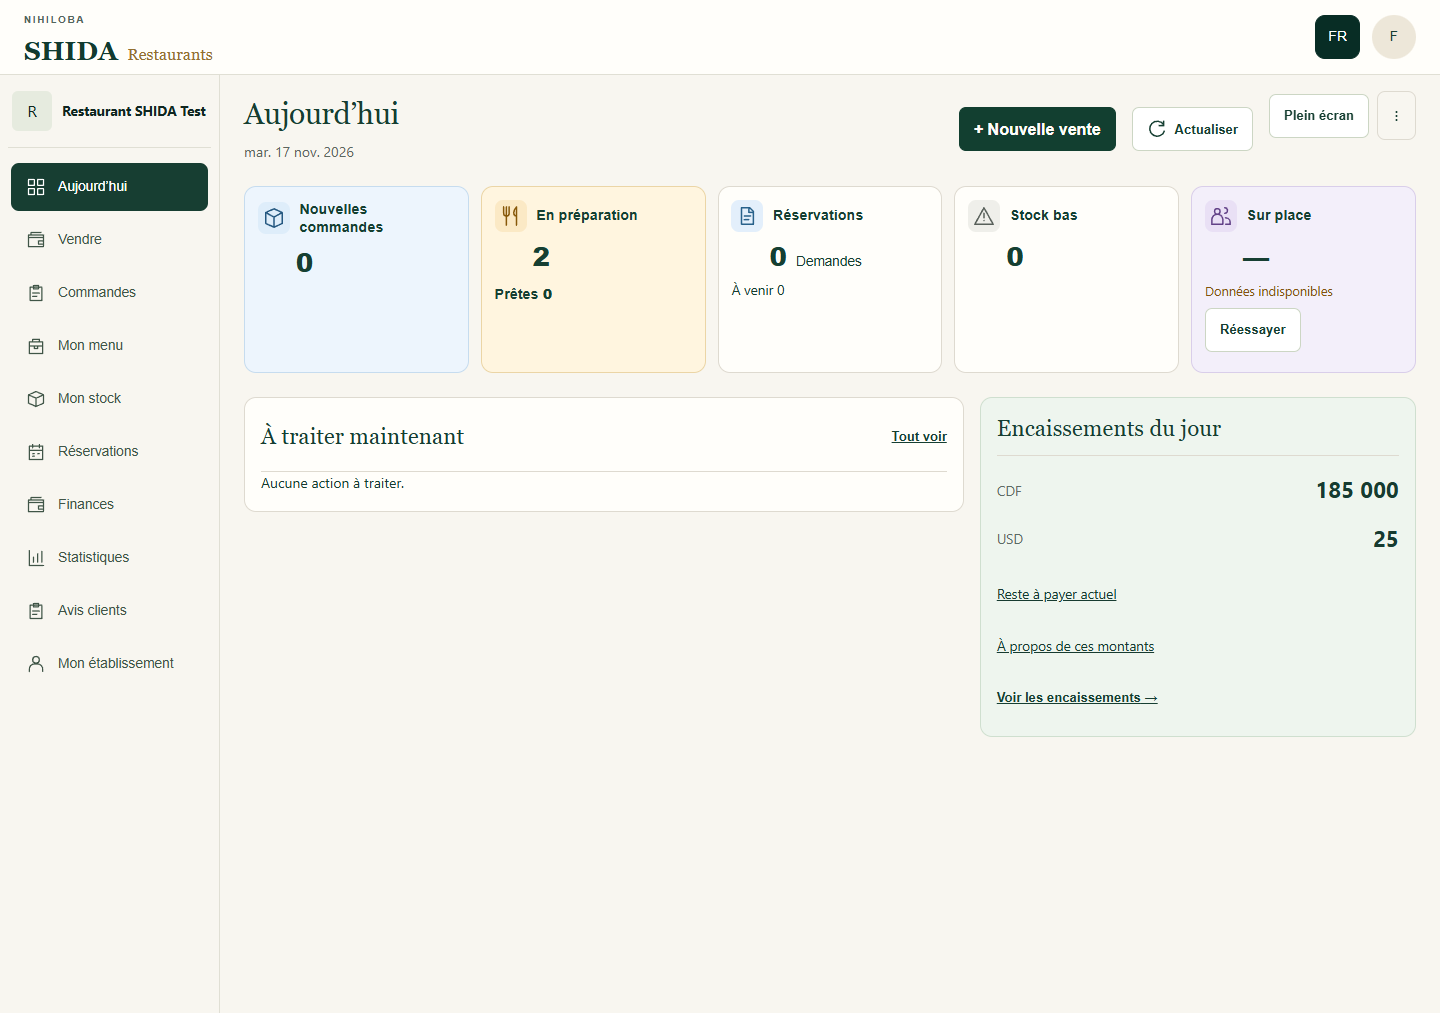 NIHILOBA
SHIDA Restaurants
FR
F
R
Restaurant SHIDA Test
Aujourd’hui
Vendre
Commandes
Mon menu
Mon stock
Réservations
Finances
Statistiques
Avis clients
Mon établissement
Aujourd’hui
mar. 17 nov. 2026
+ Nouvelle vente
Actualiser
Plein écran
⋮
Nouvelles
commandes
0
En préparation
2
Prêtes 0
Réservations
0 Demandes
À venir 0
Stock bas
0
Sur place
—
Données indisponibles
Réessayer
À traiter maintenant
Tout voir
Aucune action à traiter.
Encaissements du jour
CDF 185 000
USD 25
Reste à payer actuel
À propos de ces montants
Voir les encaissements →